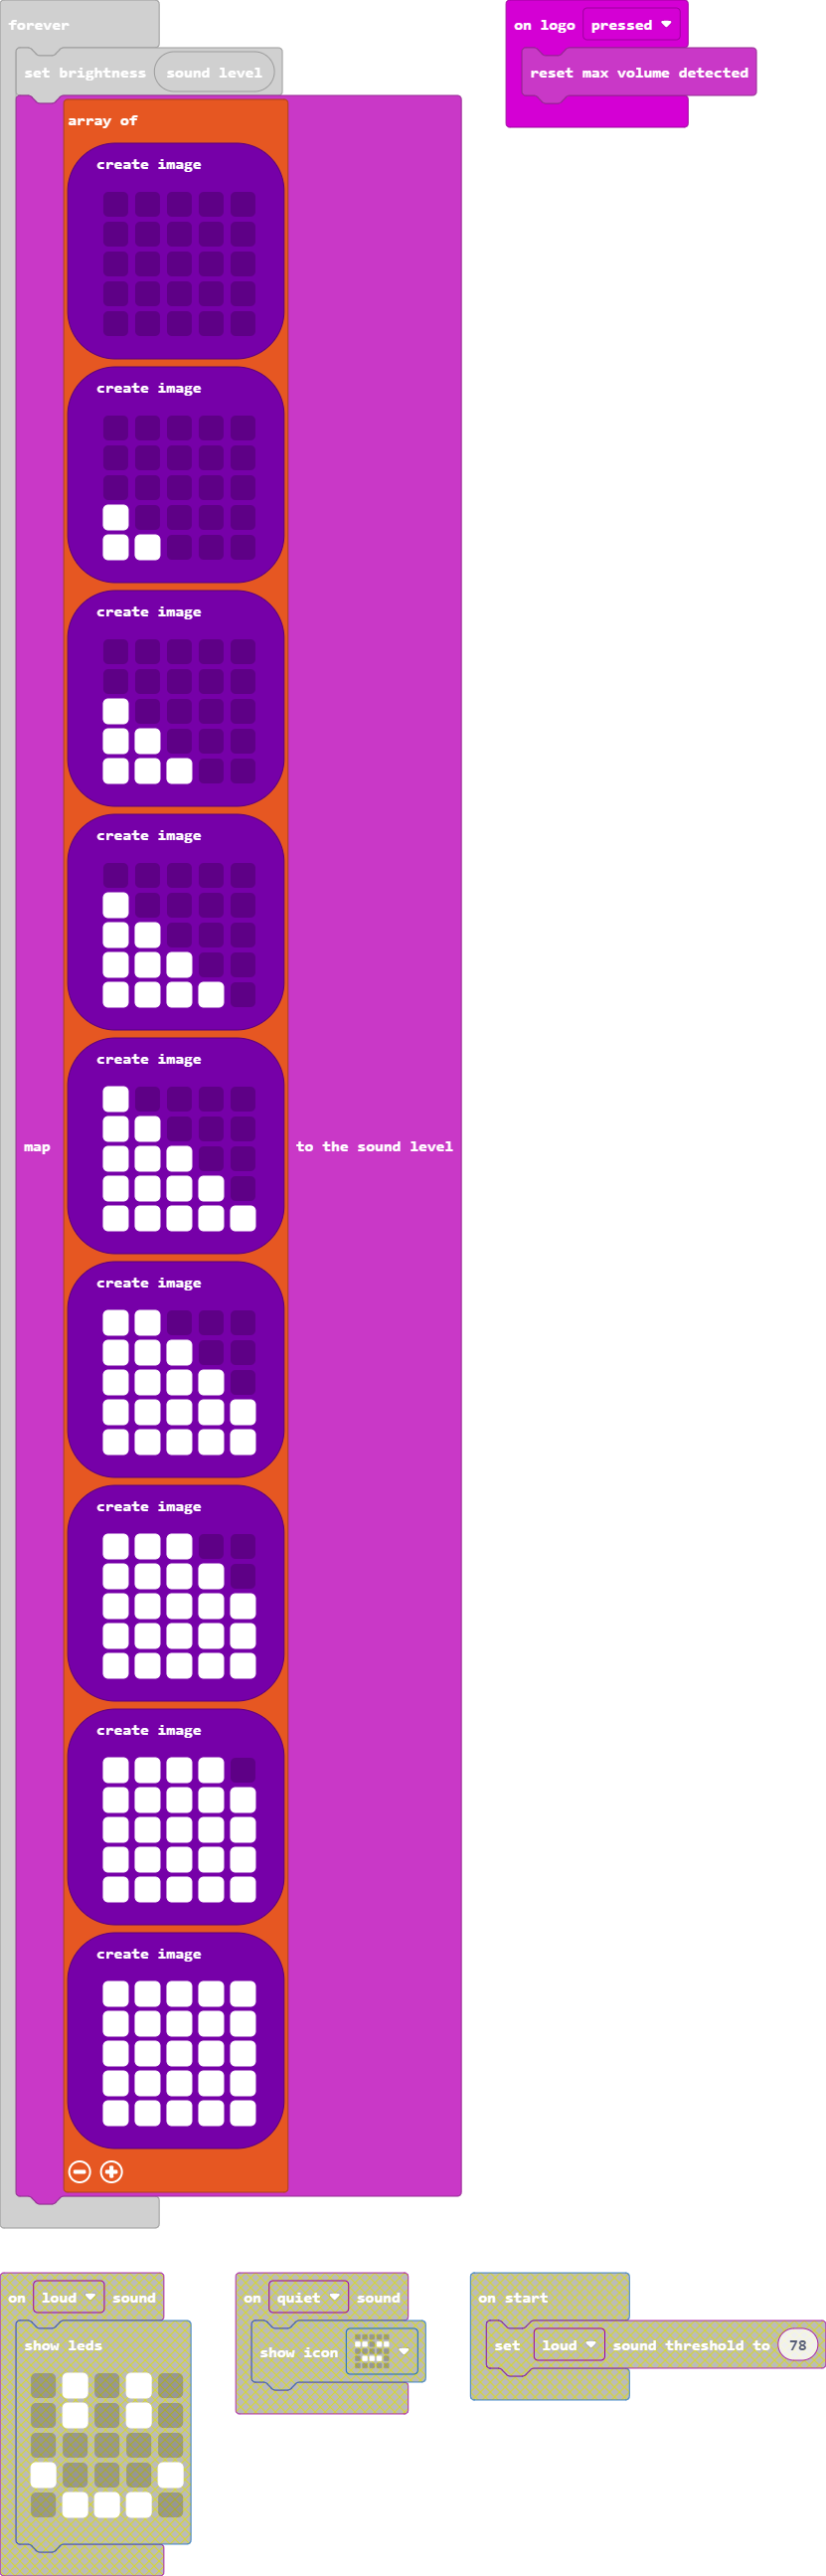 forever
set brightness sound level
map
array of
create image
create image
create image
create image
create image
create image
create image
create image
create image
to the sound level
on logo pressed
reset max volume detected
on loud sound
show leds
on quiet sound
show icon
on start
set loud sound threshold to 78